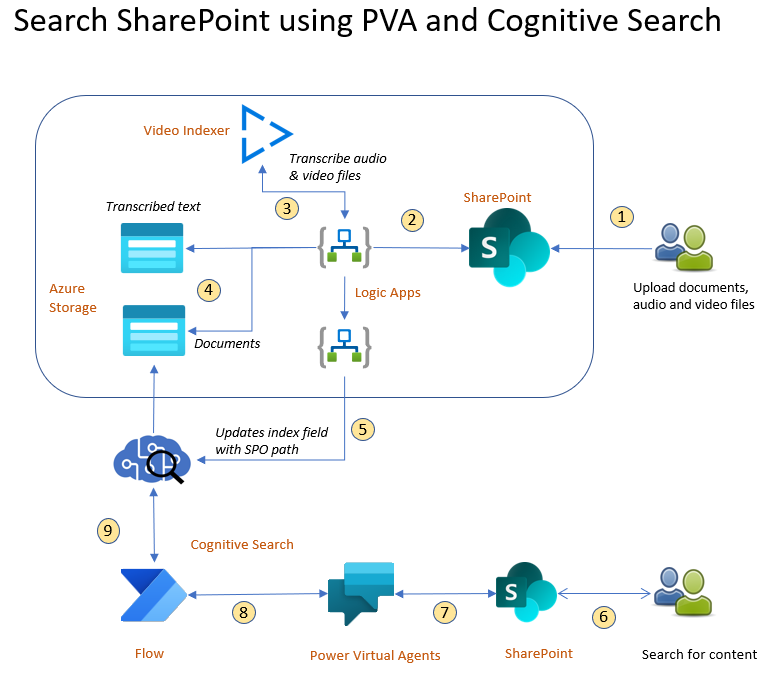 Search SharePoint using PVA and Cognitive Search
Video Indexer
Transcribe audio
& video files
SharePoint
Transcribed text
3
2
1
S
Azure
Storage
4
Logic Apps
Upload documents,
audio and video files
Documents
Updates index field
with SPO path
5
9
Cognitive Search
S
8
7
6
Flow
Power Virtual Agents
SharePoint
Search for content